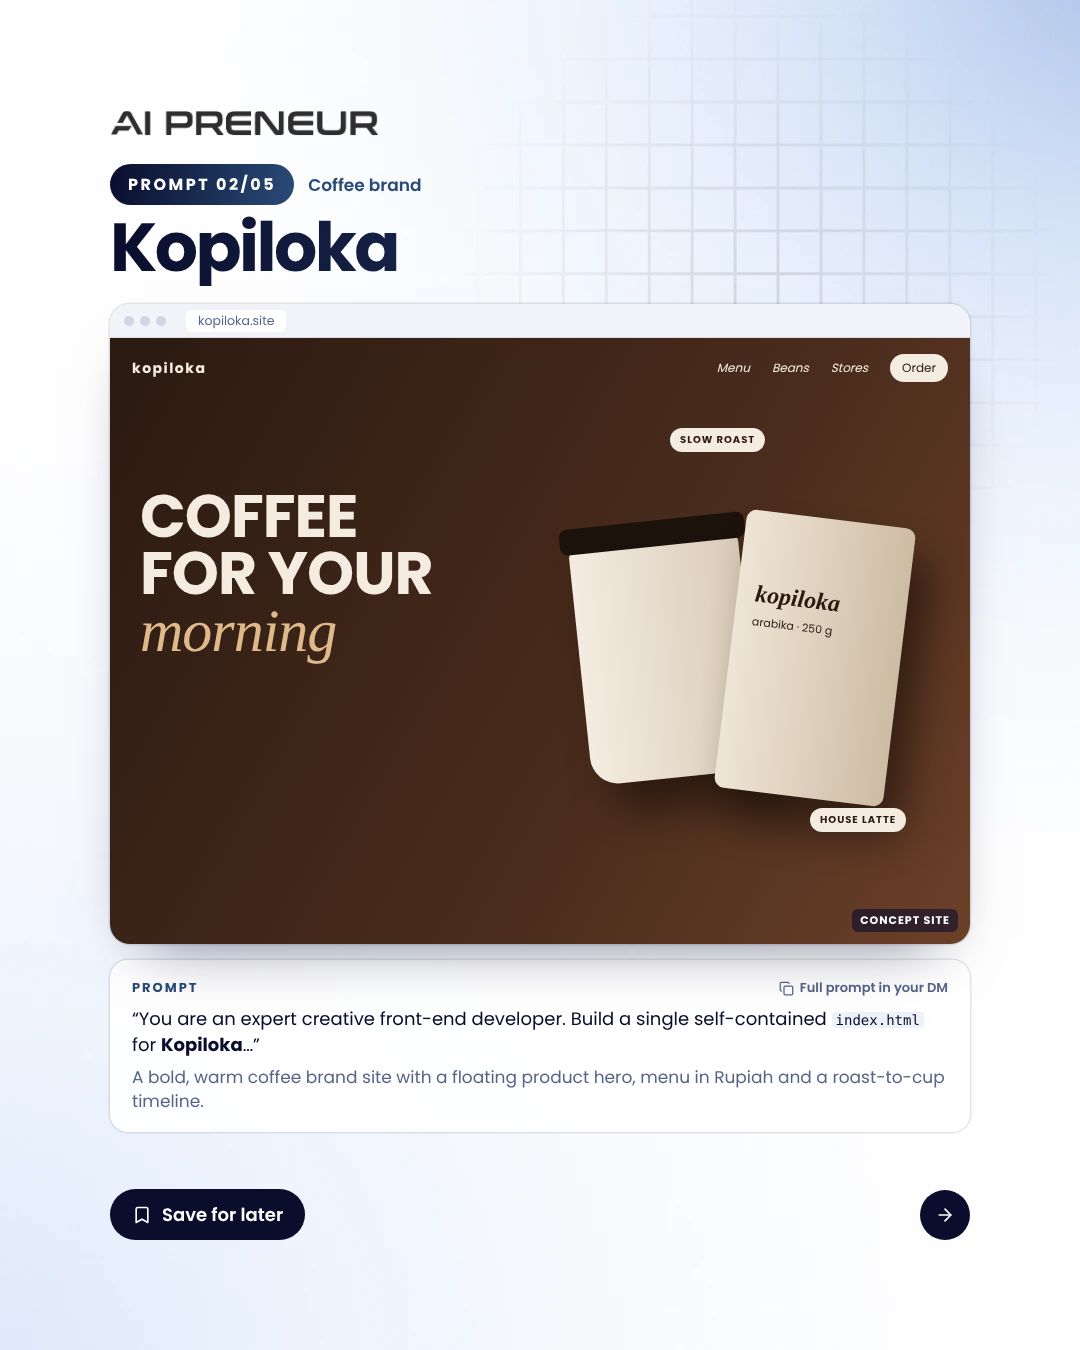 AI PRENEUR
PROMPT 02/05
Coffee brand
Kopiloka
kopiloka.site
kopiloka
Menu
Beans
Stores
Order
SLOW ROAST
COFFEE
FOR YOUR
morning
kopiloka
arabika · 250 g
HOUSE LATTE
CONCEPT SITE
PROMPT
Full prompt in your DM
“You are an expert creative front-end developer. Build a single self-contained index.html
for Kopiloka…”
A bold, warm coffee brand site with a floating product hero, menu in Rupiah and a roast-to-cup
timeline.
Save for later